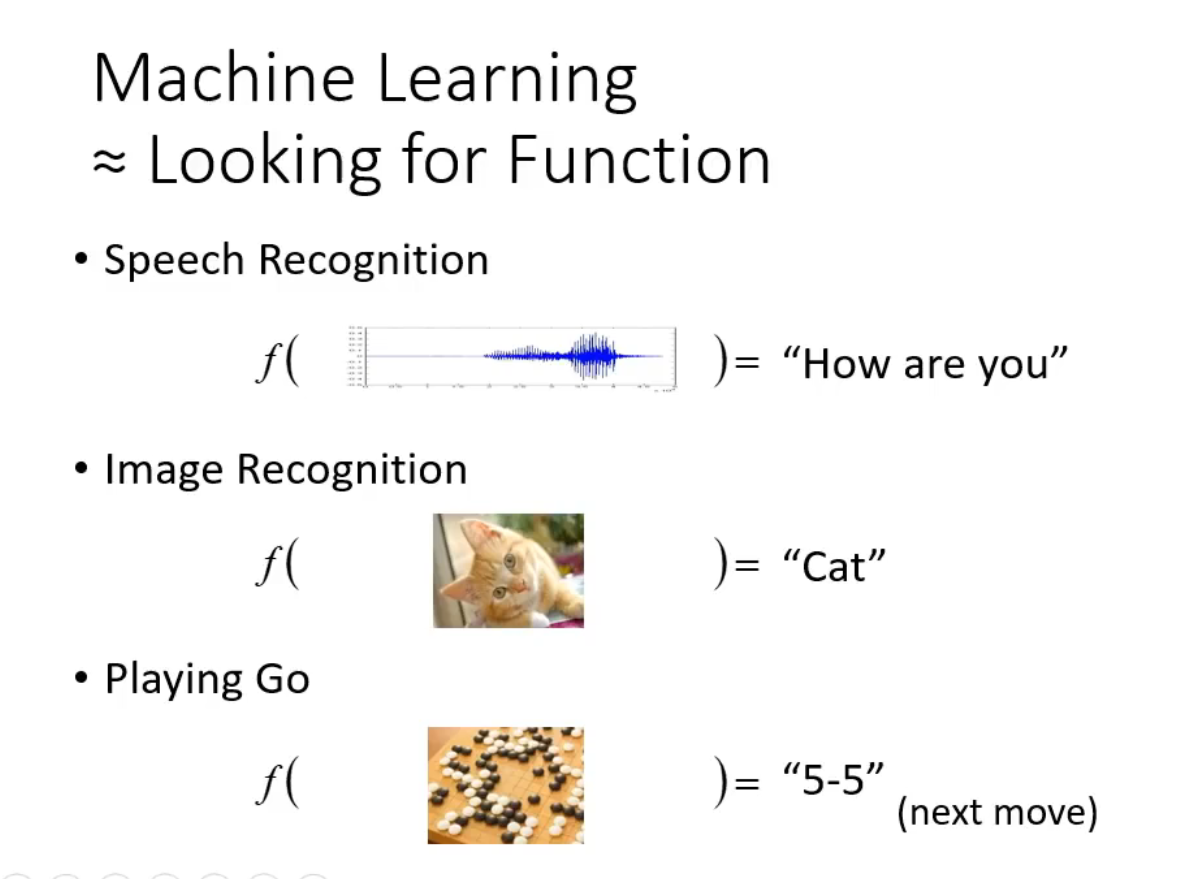 Machine Learning
≈ Looking for Function
• Speech Recognition
f( )= “How are you”
• Image Recognition
f( )= “Cat”
• Playing Go
f( )= “5-5”
(next move)